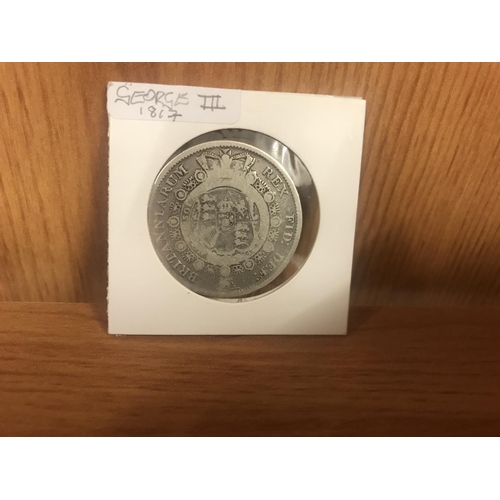 GEORGE III
1817
BRITANNIARUM REX FID: DEF: